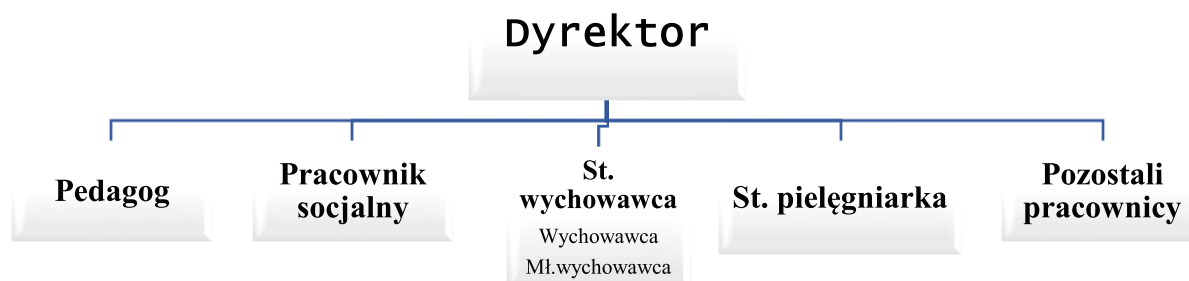 Dyrektor
Pedagog
Pracownik
socjalny
St.
wychowawca
Wychowawca
Mł.wychowawca
St. pielęgniarka
Pozostali
pracownicy